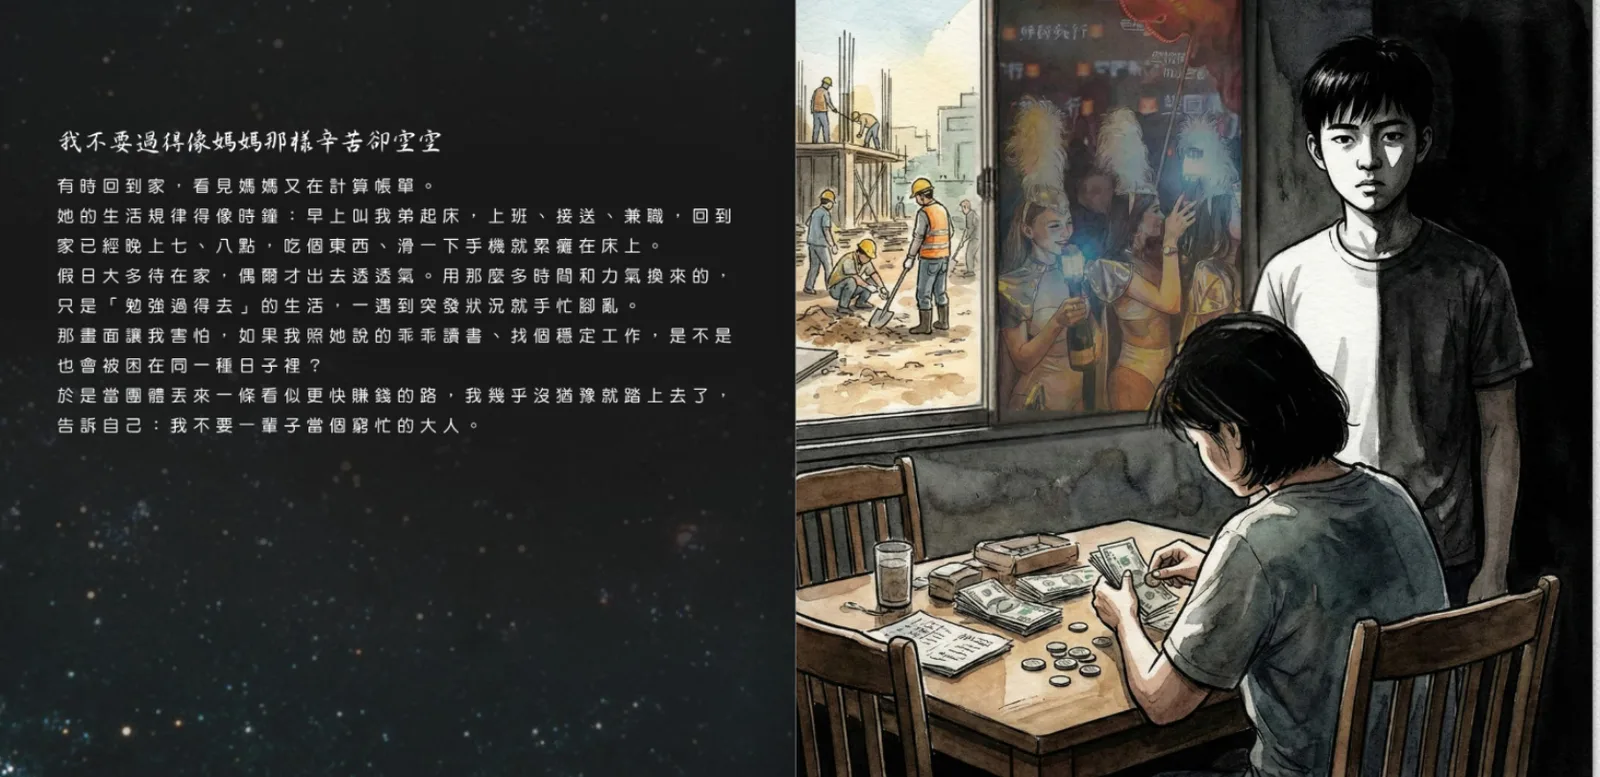 我不要過得像媽媽那樣辛苦卻空空
有時回到家，看見媽媽又在計算帳單。
她的生活規律得像時鐘：早上叫我弟起床，上班、接送、兼職，回到
家已經晚上七、八點，吃個東西、滑一下手機就累癱在床上。
假日大多待在家，偶爾才出去透透氣。用那麼多時間和力氣換來的，
只是「勉強過得去」的生活，一遇到突發狀況就手忙腳亂。
那畫面讓我害怕，如果我照她說的乖乖讀書、找個穩定工作，是不是
也會被困在同一種日子裡？
於是當團體丟來一條看似更快賺錢的路，我幾乎沒猶豫就踏上去了，
告訴自己：我不要一輩子當個窮忙的大人。